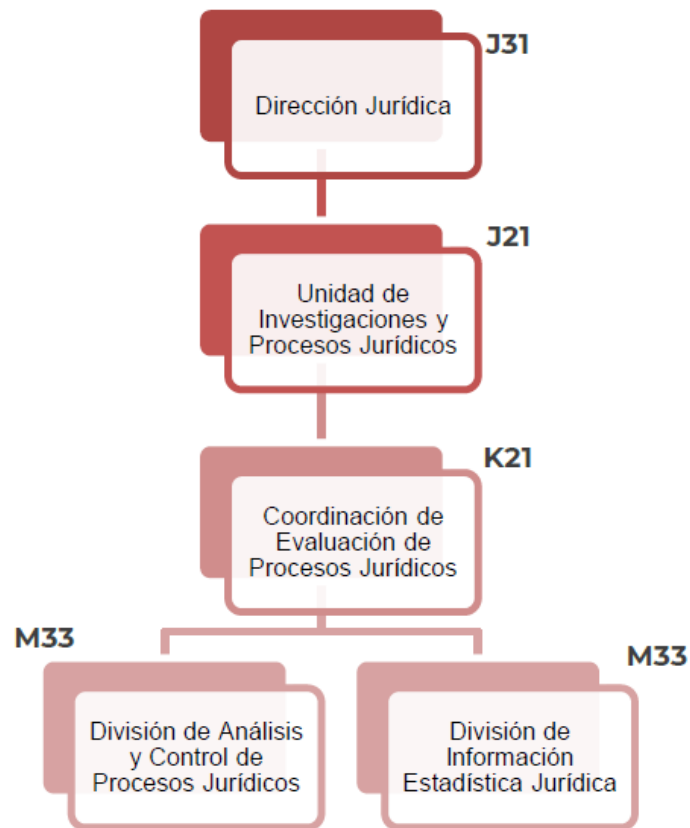 J31
Dirección Jurídica
J21
Unidad de
Investigaciones y
Procesos Jurídicos
K21
Coordinación de
Evaluación de
Procesos Jurídicos
M33
División de Análisis
y Control de
Procesos Jurídicos
M33
División de
Información
Estadística Jurídica